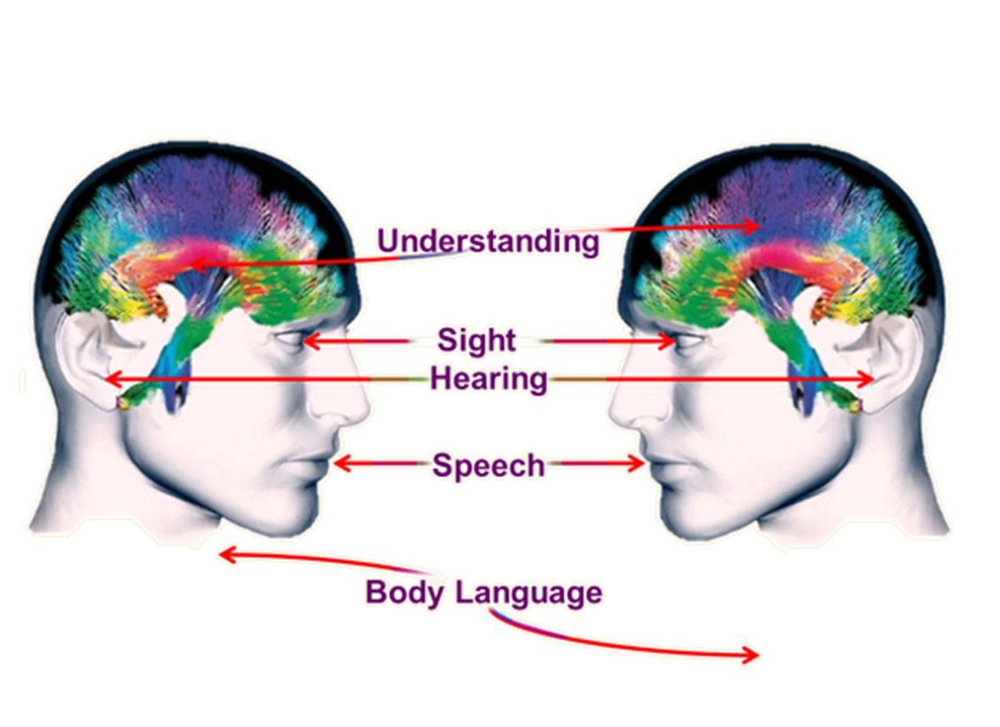 Understanding
Sight
Hearing
Speech
Body Language